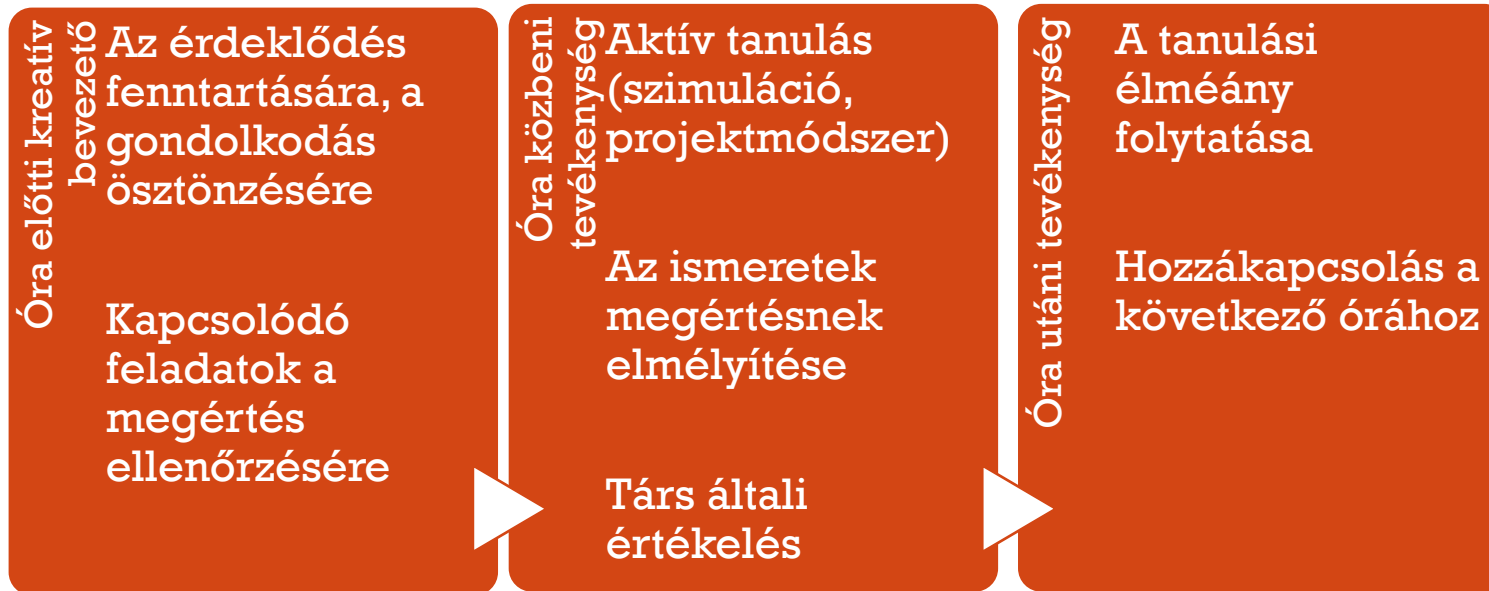 Óra előtti kreatív
bevezető
Az érdeklődés
fenntartására, a
gondolkodás
ösztönzésére
Kapcsolódó
feladatok a
megértés
ellenőrzésére
Óra közbeni
tevékenység
Aktív tanulás
(szimuláció,
projektmódszer)
Az ismeretek
megértésnek
elmélyítése
Társ általi
értékelés
Óra utáni tevékenység
A tanulási
élméány
folytatása
Hozzákapcsolás a
következő órához